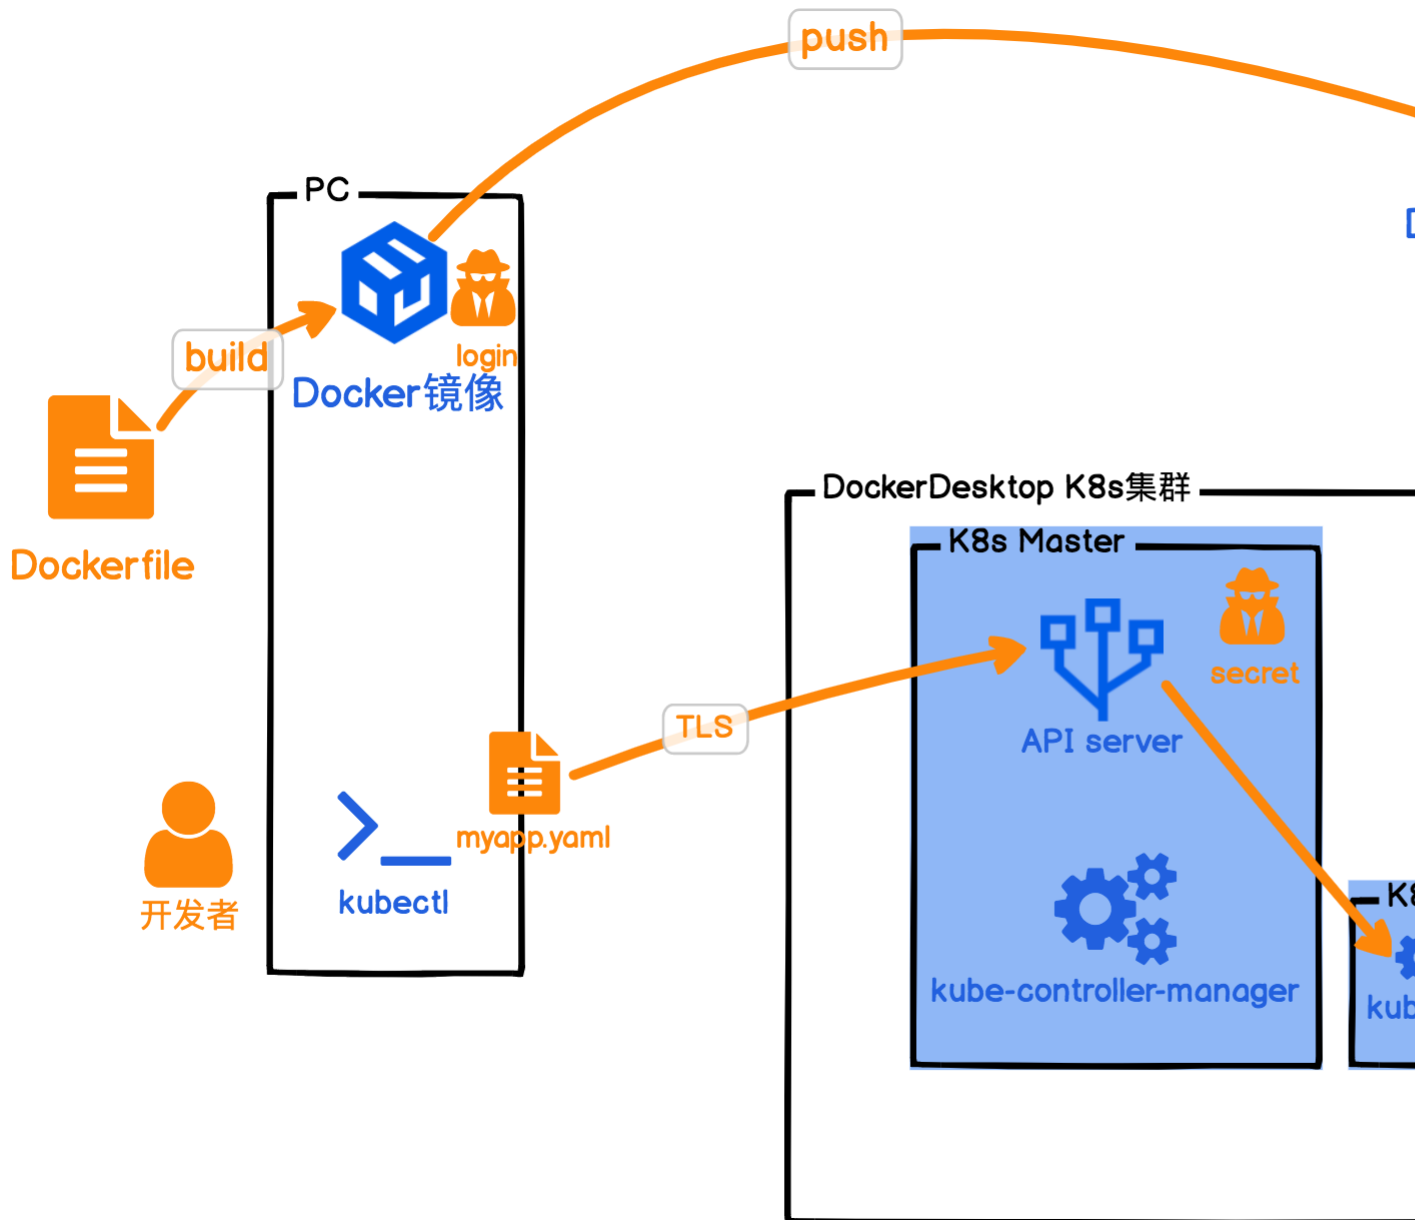 push
PC
build
login
Docker镜像
Dockerfile
DockerDesktop K8s集群
K8s Master
secret
TLS
API server
myapp.yaml
kubectl
开发者
kube-controller-manager